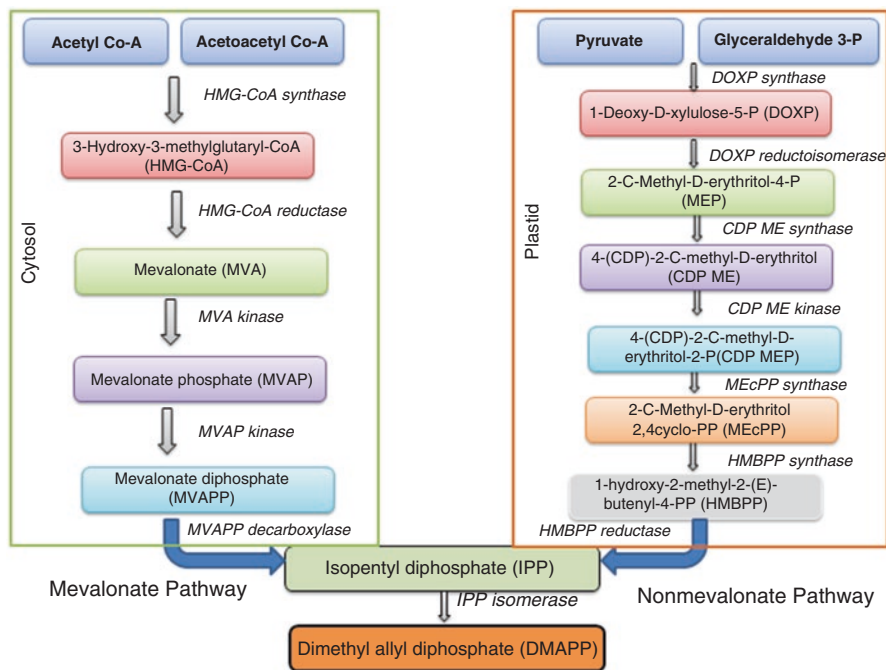 Acetyl Co-A
Acetoacetyl Co-A
HMG-CoA synthase
3-Hydroxy-3-methylglutaryl-CoA
(HMG-CoA)
HMG-CoA reductase
Mevalonate (MVA)
MVA kinase
Mevalonate phosphate (MVAP)
MVAP kinase
Mevalonate diphosphate
(MVAPP)
MVAPP decarboxylase
Cytosol
Mevalonate Pathway
Pyruvate
Glyceraldehyde 3-P
DOXP synthase
1-Deoxy-D-xylulose-5-P (DOXP)
DOXP reductoisomerase
2-C-Methyl-D-erythritol-4-P
(MEP)
CDP ME synthase
4-(CDP)-2-C-methyl-D-erythritol
(CDP ME)
CDP ME kinase
4-(CDP)-2-C-methyl-D-
erythritol-2-P(CDP MEP)
MEcPP synthase
2-C-Methyl-D-erythritol
2,4cyclo-PP (MEcPP)
HMBPP synthase
1-hydroxy-2-methyl-2-(E)-
butenyl-4-PP (HMBPP)
HMBPP reductase
Plastid
Nonmevalonate Pathway
Isopentyl diphosphate (IPP)
IPP isomerase
Dimethyl allyl diphosphate (DMAPP)